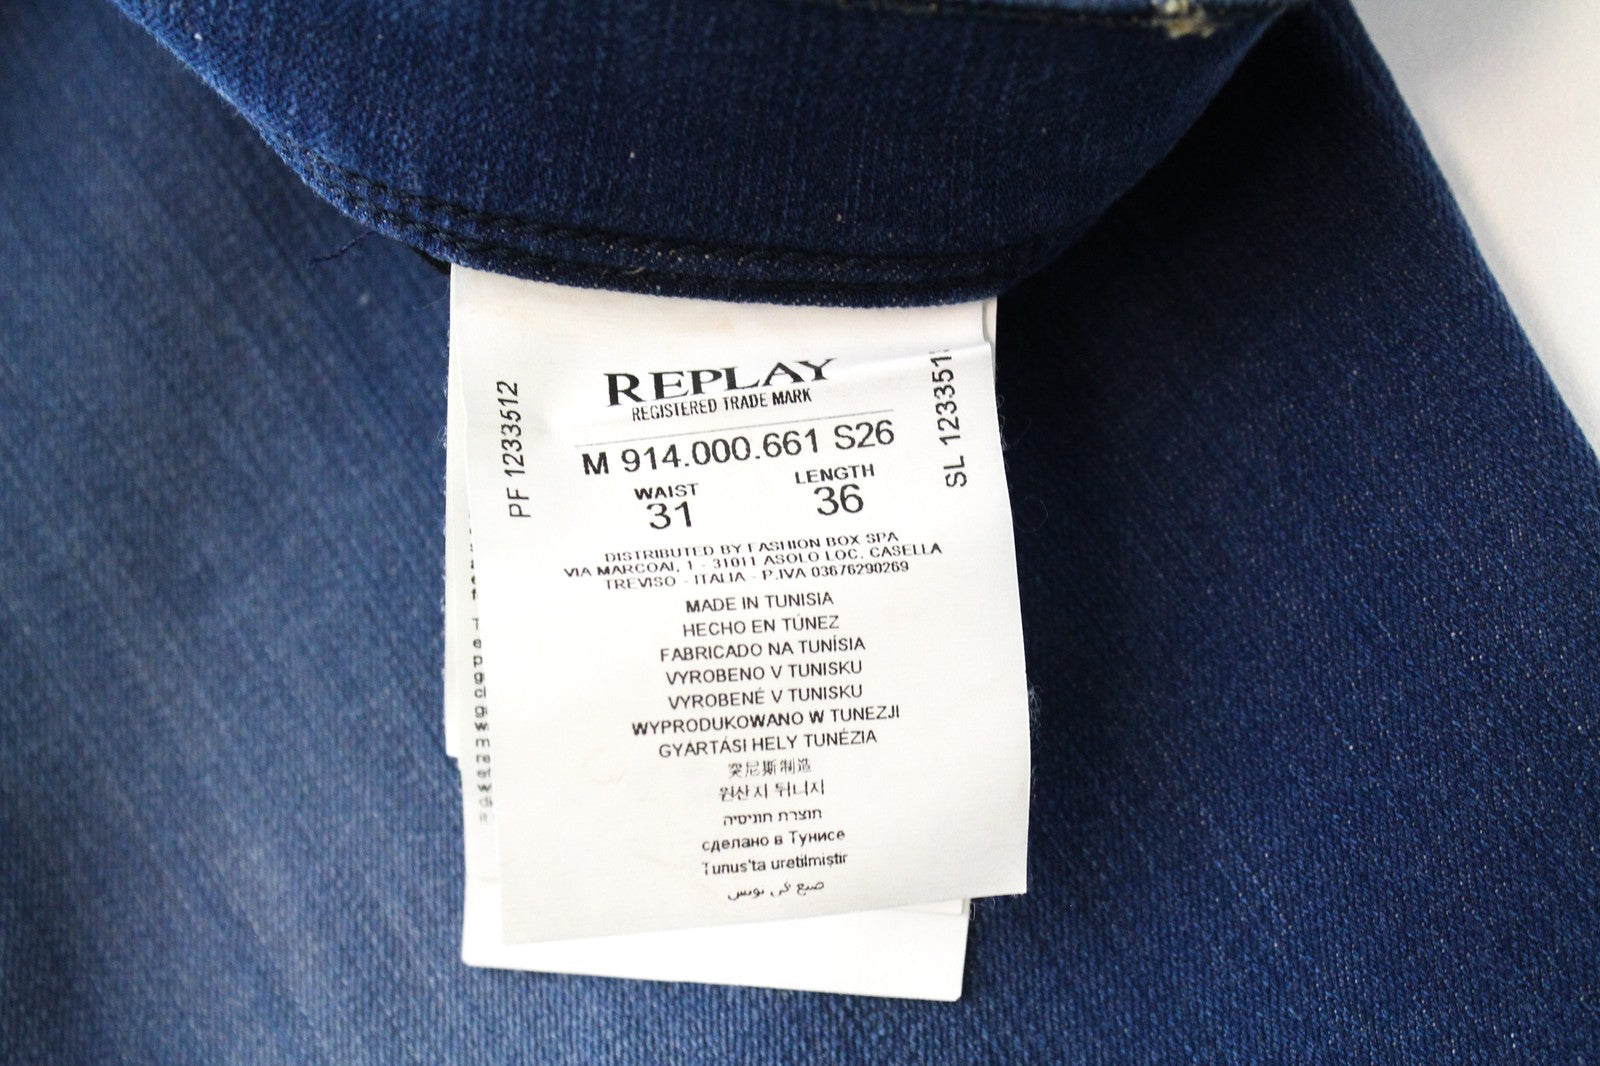 REPLAY
REGISTERED TRADE MARK
PF 1233512
SL 123351
M 914.000.661 S26
WAIST LENGTH
31 36
DISTRIBUTED BY FASHION BOX SPA
VIA MARCOAI, 1 - 31011 ASOLO LOC. CASELLA
TREVISO - ITALIA - P.IVA 03676290269
MADE IN TUNISIA
HECHO EN TÚNEZ
FABRICADO NA TUNÍSIA
VYROBENO V TUNISKU
VYROBENÉ V TUNISKU
WYPRODUKOWANO W TUNEZJI
GYARTÁSI HELY TUNÉZIA
突尼斯制造
원산지 튀니지
תוצרת תוניסיה
сделано в Тунисе
Tunus'ta uretilmiştir
صنع في تونس